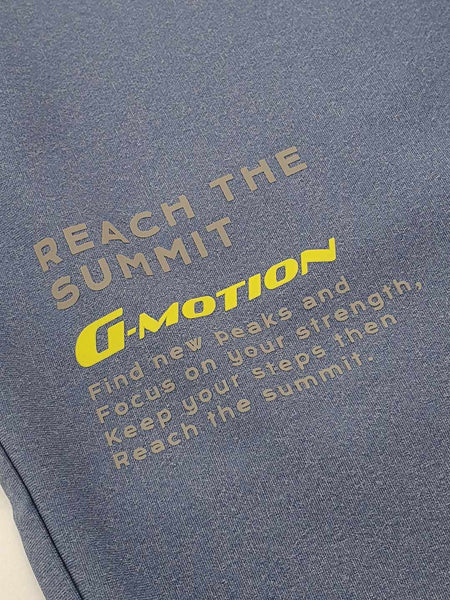 REACH THE
SUMMIT
G-MOTION
Find new peaks and
Focus on your strength,
Keep your steps then
Reach the summit.